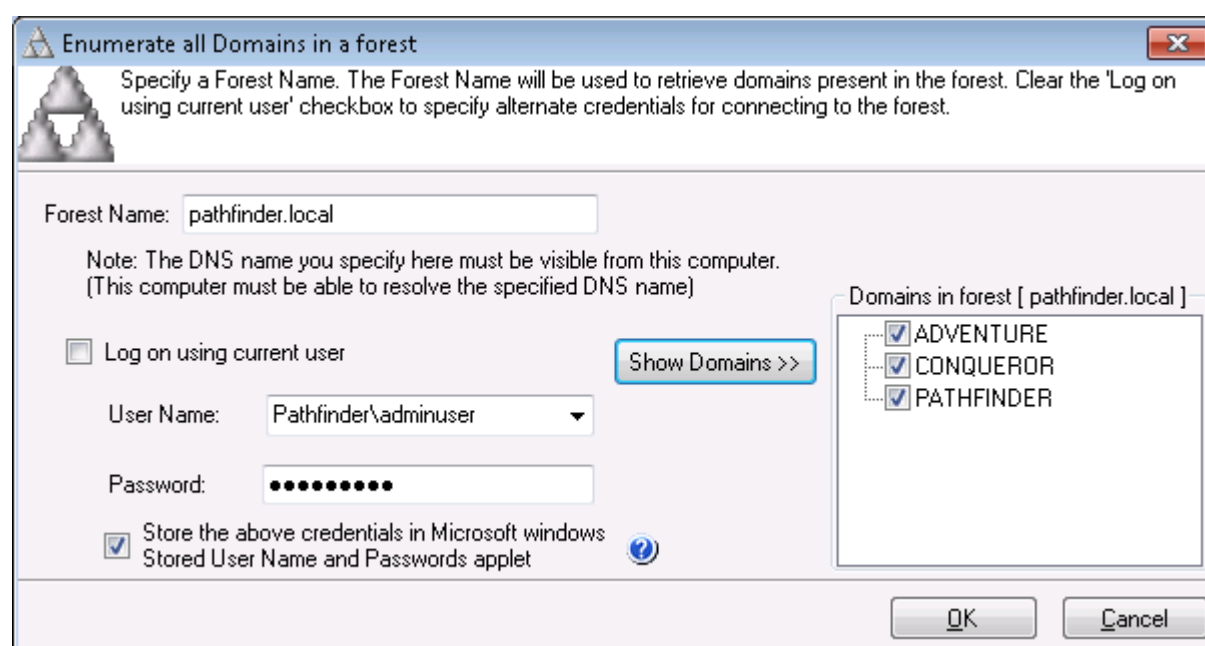 Enumerate all Domains in a forest
Specify a Forest Name. The Forest Name will be used to retrieve domains present in the forest. Clear the 'Log on
using current user' checkbox to specify alternate credentials for connecting to the forest.
Forest Name: pathfinder.local
Note: The DNS name you specify here must be visible from this computer.
(This computer must be able to resolve the specified DNS name)
Log on using current user
Show Domains >>
User Name: Pathfinder\adminuser
Password: ●●●●●●●●●
Store the above credentials in Microsoft windows
Stored User Name and Passwords applet
Domains in forest [ pathfinder.local ]
ADVENTURE
CONQUEROR
PATHFINDER
OK
Cancel